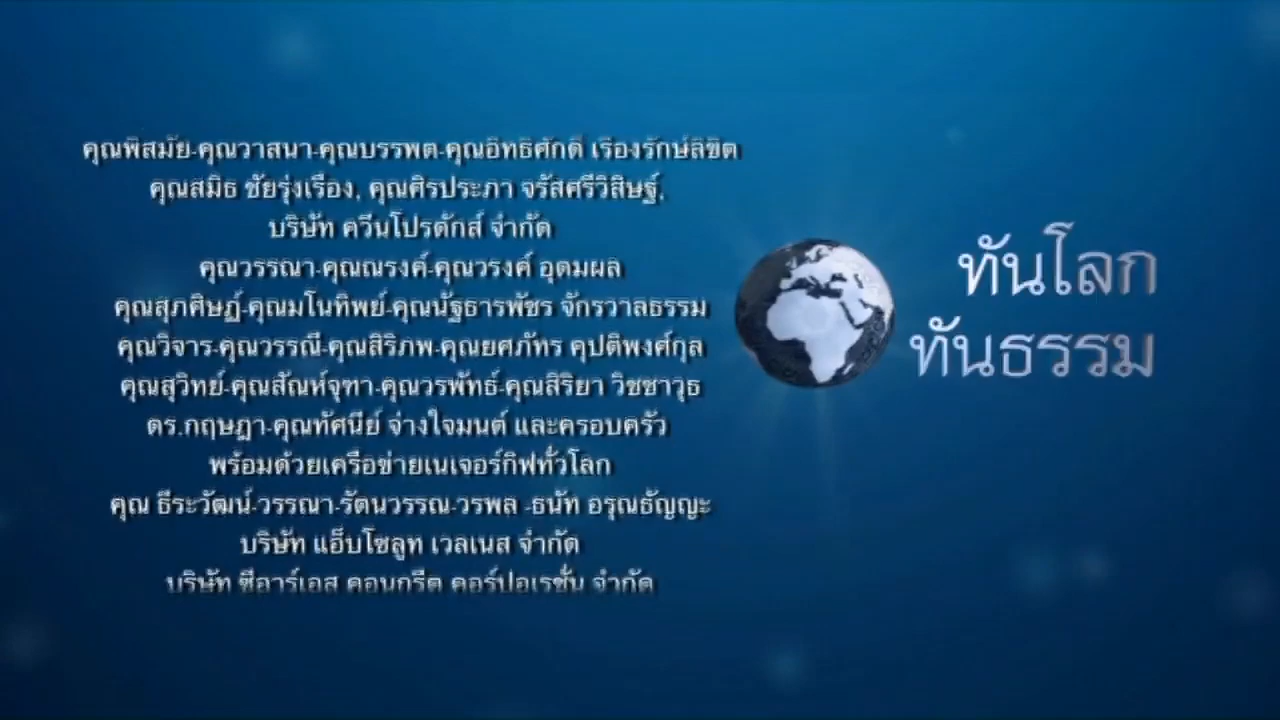 คุณพิสมัย-คุณวาสนา-คุณบรรพต-คุณอิทธิศักดิ์ เรืองรักษ์ลิขิต
คุณสมิธ ชัยรุ่งเรือง, คุณศิรประภา จรัสศรีวิสิษฐ์,
บริษัท ควีนโปรดักส์ จำกัด
คุณวรรณา-คุณณรงค์-คุณวรงค์ อุดมผล
คุณสุภศิษฏ์-คุณมโนทิพย์-คุณนัฐธารพัชร จักรวาลธรรม
คุณวิจาร-คุณวรรณี-คุณสิริภพ-คุณยศภัทร คุปติพงศ์กุล
คุณสุวิทย์-คุณสัณห์จุฑา-คุณวรพัทธ์-คุณสิริยา วิชชาวุธ
ดร.กฤษฎา-คุณทัศนีย์ จ่างใจมนต์ และครอบครัว
พร้อมด้วยเครือข่ายเนเจอร์กิฟทั่วโลก
คุณ ธีระวัฒน์-วรรณา-รัตนวรรณ-วรพล -ธนัท อรุณธัญญะ
บริษัท แอ็บโซลูท เวลเนส จำกัด
บริษัท ซีอาร์เอส คอนกรีต คอร์ปอเรชั่น จำกัด
ทันโลก
ทันธรรม